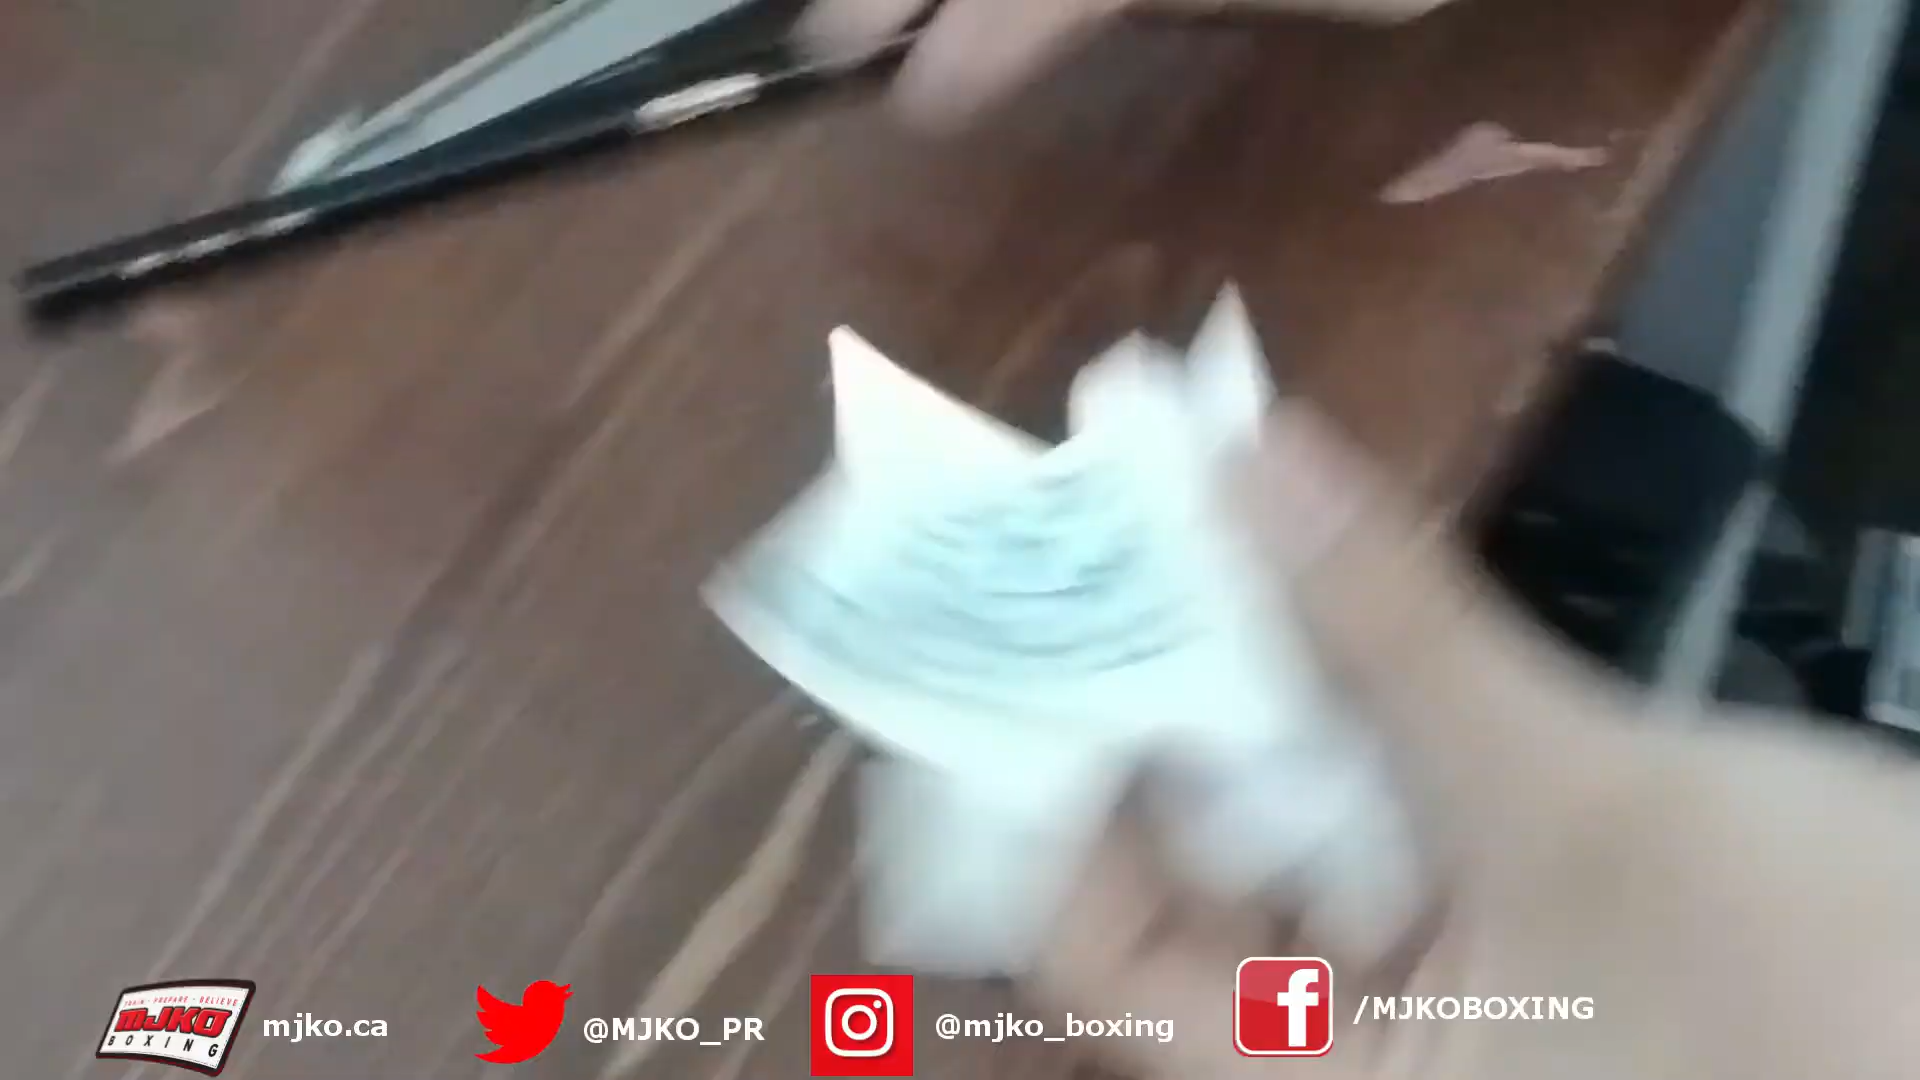 TRAIN · PREPARE · BELIEVE
MJKO
BOXING
mjko.ca
@MJKO_PR
@mjko_boxing
/MJKOBOXING